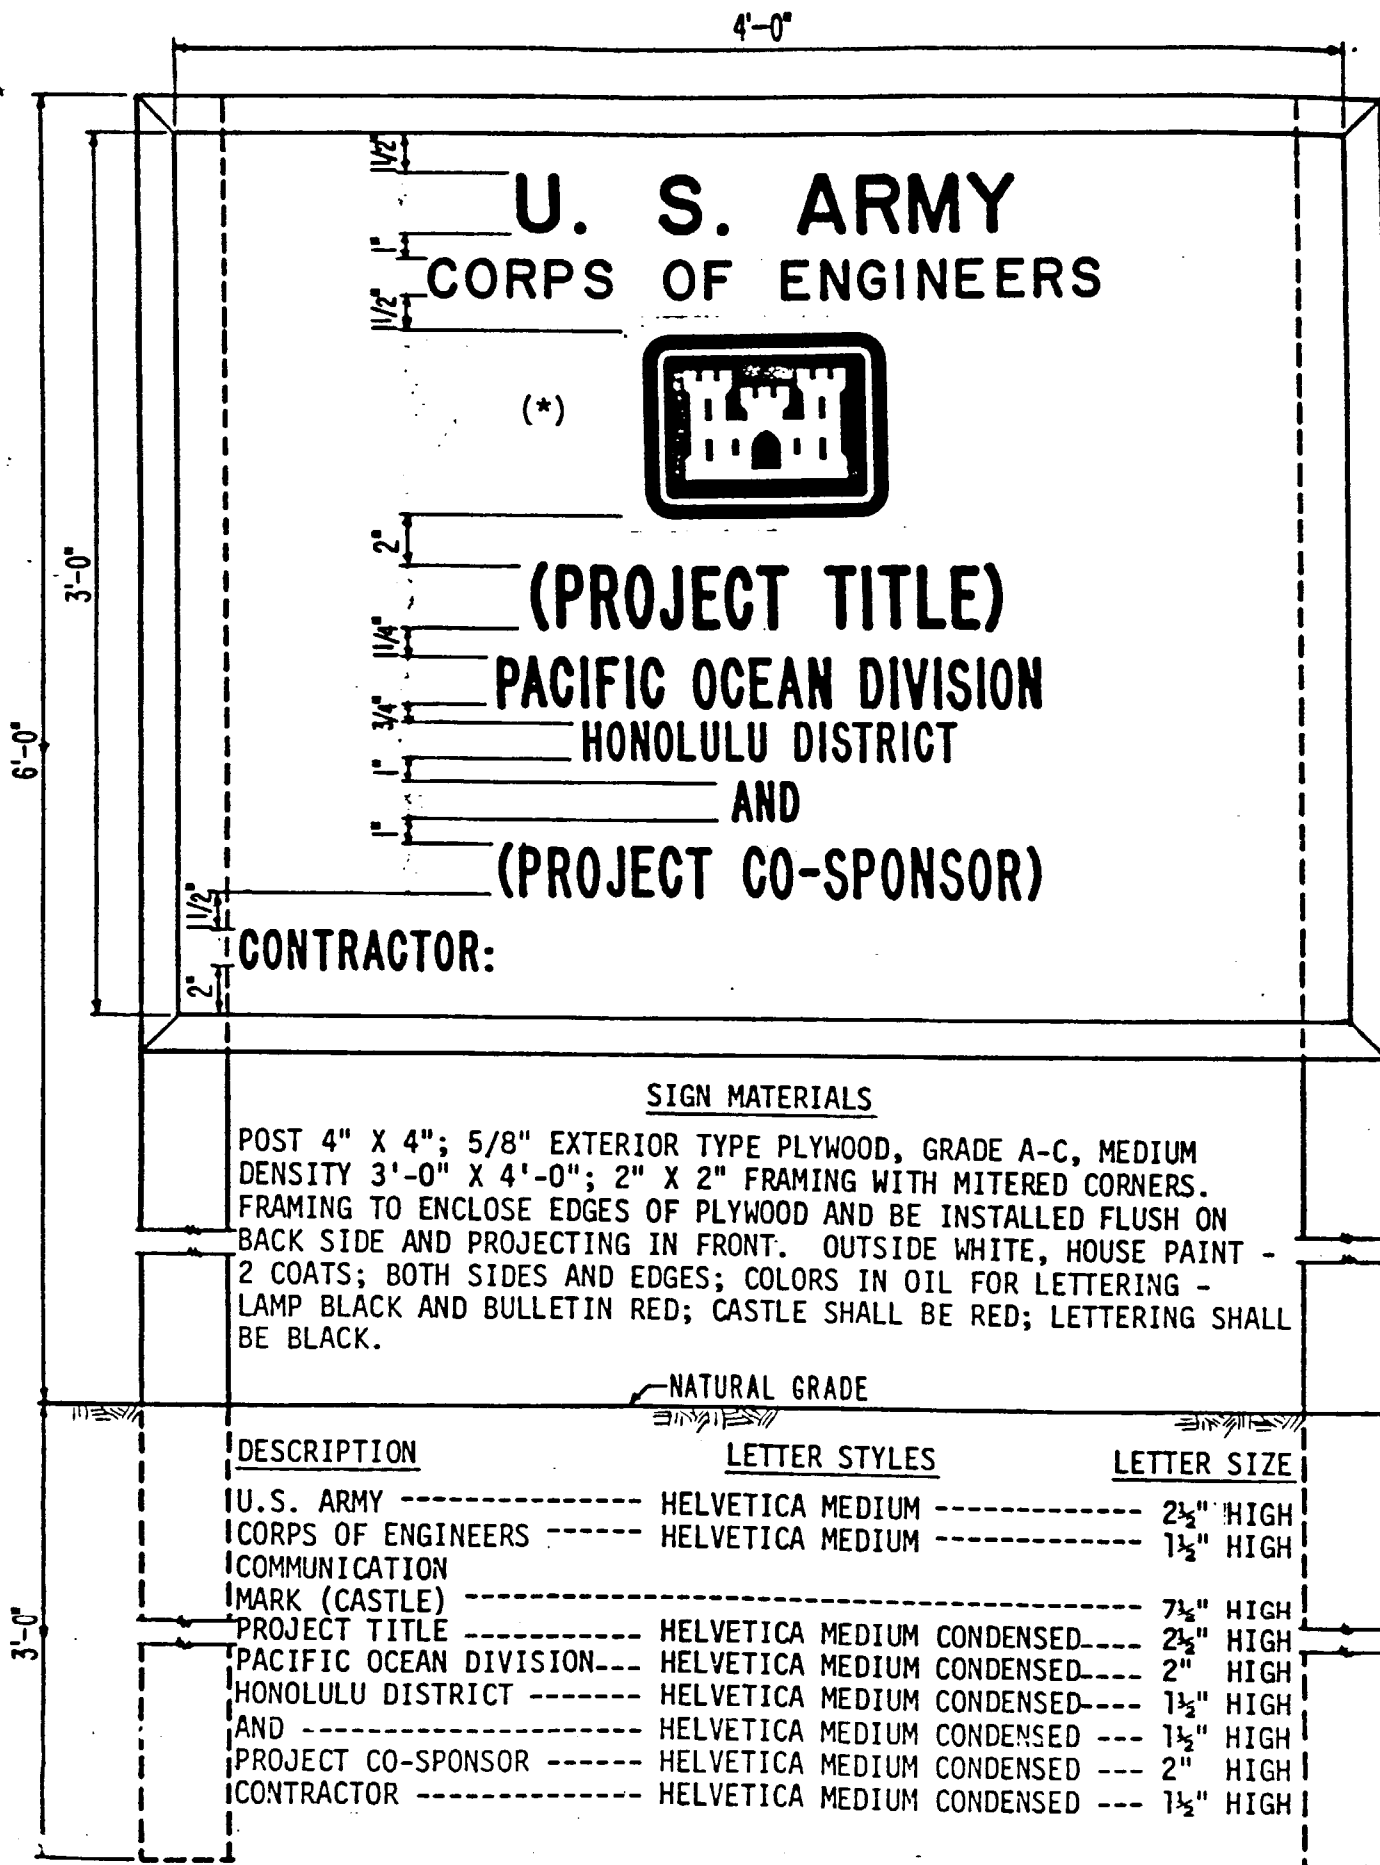 4'-0"
1 1/2"
U. S. ARMY
1"
CORPS OF ENGINEERS
1 1/2"
(*)
2"
3'-0"
(PROJECT TITLE)
1 1/4"
PACIFIC OCEAN DIVISION
3/4"
HONOLULU DISTRICT
6'-0"
1"
AND
1"
(PROJECT CO-SPONSOR)
1 1/2"
CONTRACTOR:
2"
SIGN MATERIALS
POST 4" X 4"; 5/8" EXTERIOR TYPE PLYWOOD, GRADE A-C, MEDIUM
DENSITY 3'-0" X 4'-0"; 2" X 2" FRAMING WITH MITERED CORNERS.
FRAMING TO ENCLOSE EDGES OF PLYWOOD AND BE INSTALLED FLUSH ON
BACK SIDE AND PROJECTING IN FRONT. OUTSIDE WHITE, HOUSE PAINT -
2 COATS; BOTH SIDES AND EDGES; COLORS IN OIL FOR LETTERING -
LAMP BLACK AND BULLETIN RED; CASTLE SHALL BE RED; LETTERING SHALL
BE BLACK.
NATURAL GRADE
DESCRIPTION LETTER STYLES LETTER SIZE
U.S. ARMY ------------- HELVETICA MEDIUM ------------- 2½" HIGH
CORPS OF ENGINEERS ------ HELVETICA MEDIUM ------------- 1½" HIGH
COMMUNICATION
MARK (CASTLE) ------------------------------------- 7½" HIGH
PROJECT TITLE ----------- HELVETICA MEDIUM CONDENSED---- 2½" HIGH
PACIFIC OCEAN DIVISION--- HELVETICA MEDIUM CONDENSED---- 2" HIGH
HONOLULU DISTRICT ------- HELVETICA MEDIUM CONDENSED---- 1½" HIGH
AND ------------------- HELVETICA MEDIUM CONDENSED --- 1½" HIGH
3'-0"
PROJECT CO-SPONSOR ------ HELVETICA MEDIUM CONDENSED --- 2" HIGH
CONTRACTOR ------------- HELVETICA MEDIUM CONDENSED --- 1½" HIGH